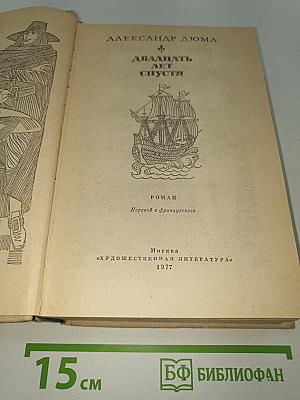 АЛЕКСАНДР ДЮМА
ДВАДЦАТЬ
ЛЕТ
СПУСТЯ
РОМАН
Перевод с французского
Москва
«ХУДОЖЕСТВЕННАЯ ЛИТЕРАТУРА»
1977
15 см
БФ БИБЛИОФАН